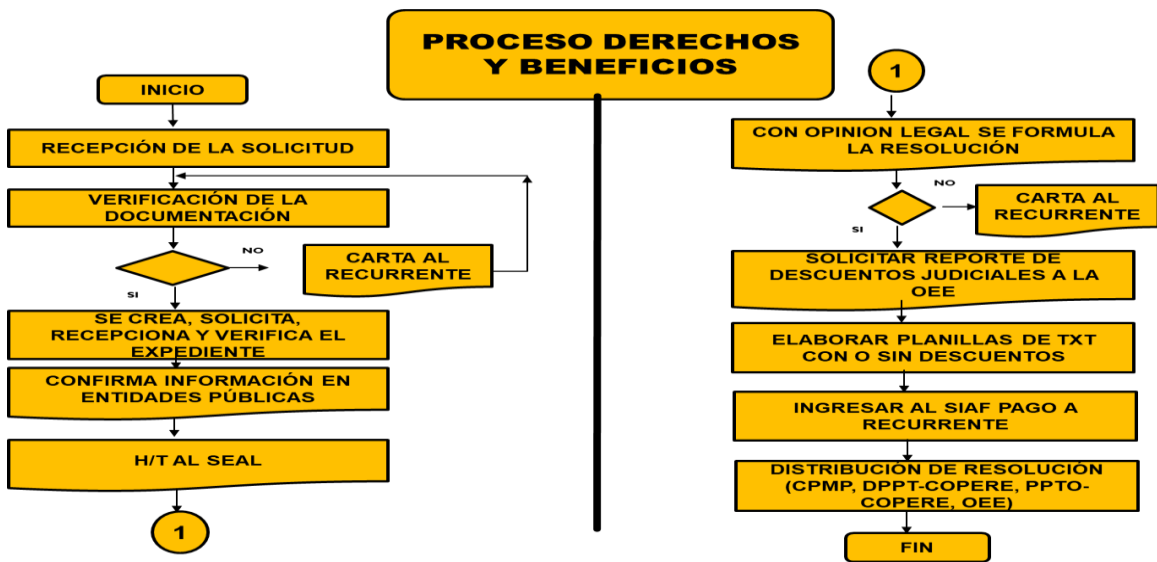 PROCESO DERECHOS
Y BENEFICIOS
INICIO
RECEPCIÓN DE LA SOLICITUD
VERIFICACIÓN DE LA
DOCUMENTACIÓN
NO
CARTA AL
RECURRENTE
SI
SE CREA, SOLICITA,
RECEPCIONA Y VERIFICA EL
EXPEDIENTE
CONFIRMA INFORMACIÓN EN
ENTIDADES PÚBLICAS
H/T AL SEAL
1
1
CON OPINION LEGAL SE FORMULA
LA RESOLUCIÓN
NO
CARTA AL
RECURRENTE
SI
SOLICITAR REPORTE DE
DESCUENTOS JUDICIALES A LA
OEE
ELABORAR PLANILLAS DE TXT
CON O SIN DESCUENTOS
INGRESAR AL SIAF PAGO A
RECURRENTE
DISTRIBUCIÓN DE RESOLUCIÓN
(CPMP, DPPT-COPERE, PPTO-
COPERE, OEE)
FIN